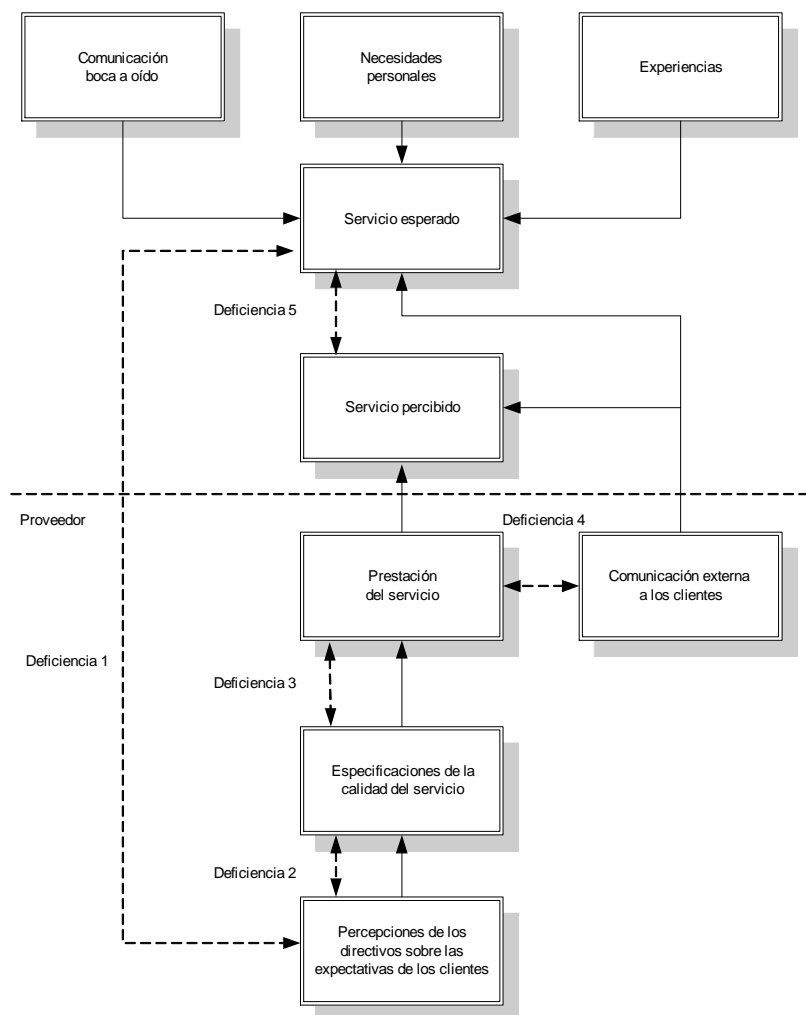 Comunicación
boca a oído
Necesidades
personales
Experiencias
Servicio esperado
Deficiencia 5
Servicio percibido
Proveedor
Deficiencia 4
Prestación
del servicio
Comunicación externa
a los clientes
Deficiencia 1
Deficiencia 3
Especificaciones de la
calidad del servicio
Deficiencia 2
Percepciones de los
directivos sobre las
expectativas de los clientes